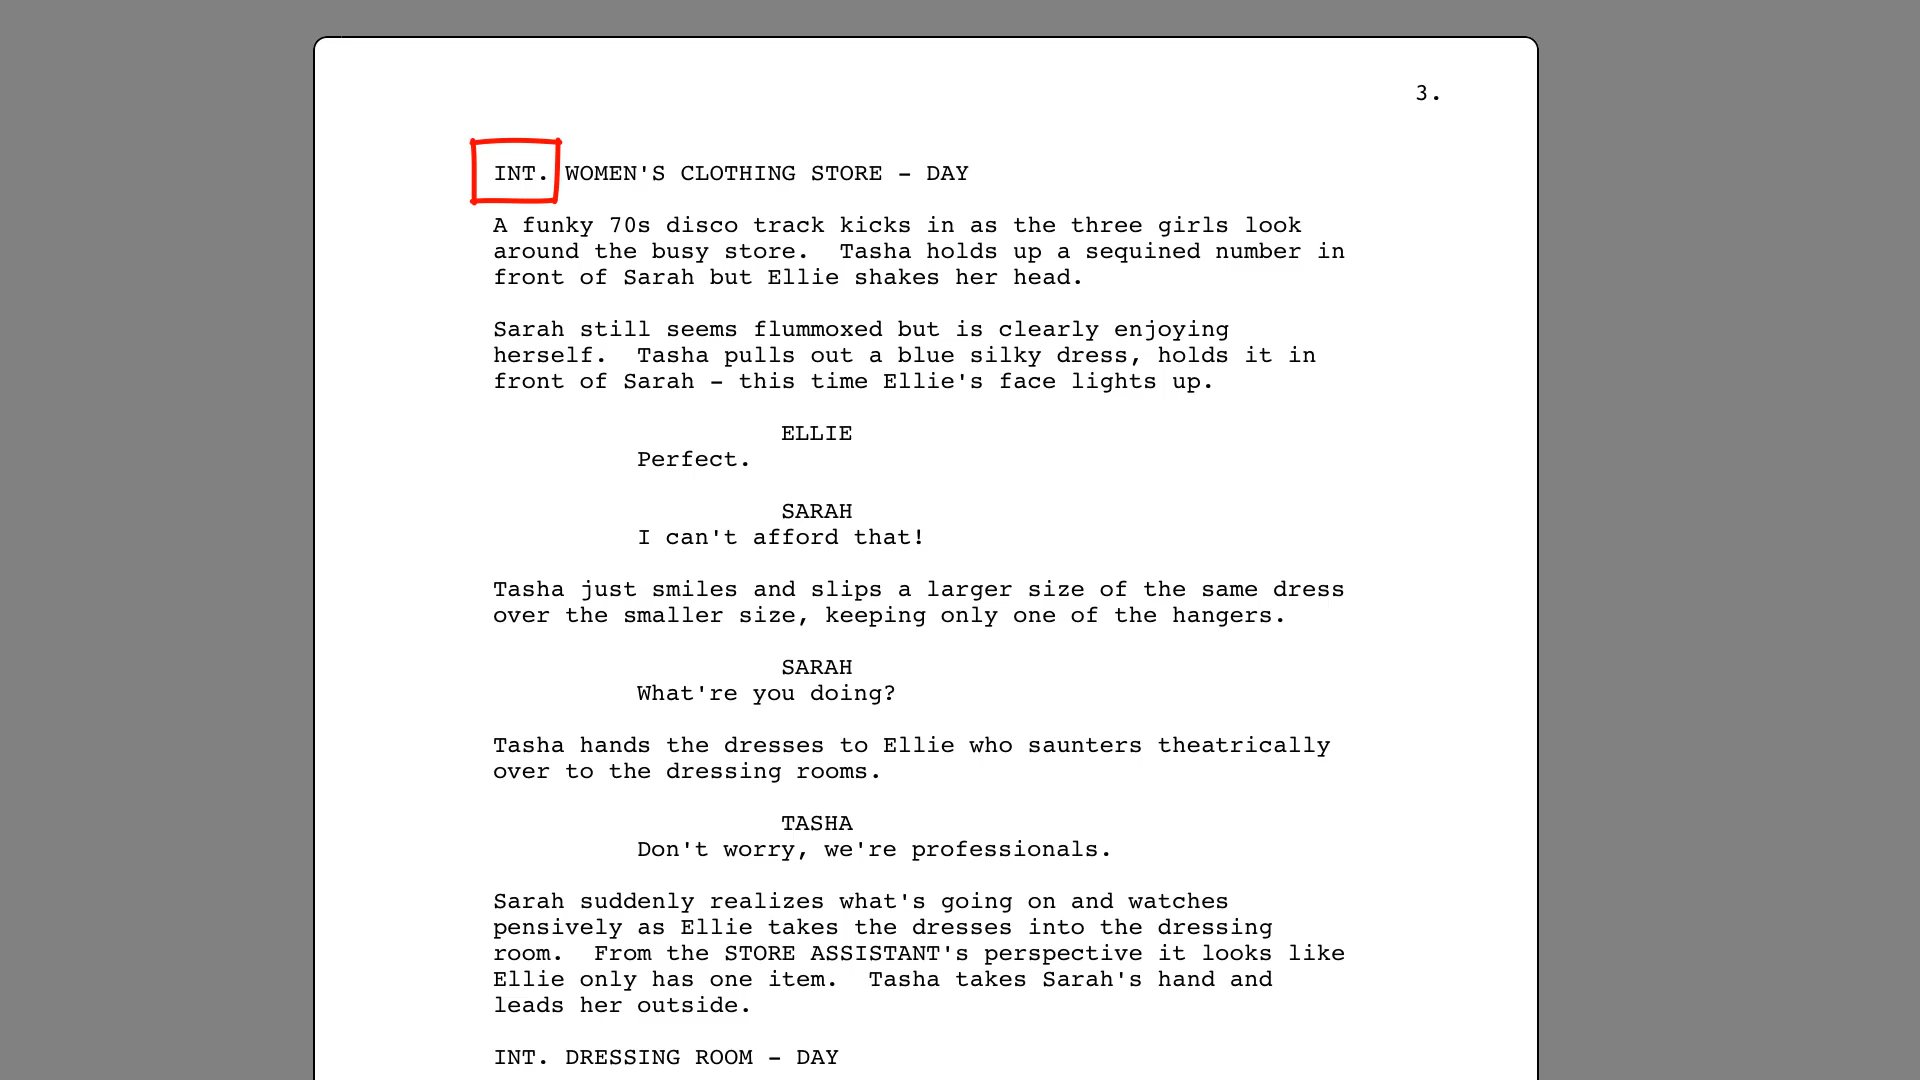 3.
INT. WOMEN'S CLOTHING STORE - DAY
A funky 70s disco track kicks in as the three girls look
around the busy store.  Tasha holds up a sequined number in
front of Sarah but Ellie shakes her head.
Sarah still seems flummoxed but is clearly enjoying
herself.  Tasha pulls out a blue silky dress, holds it in
front of Sarah - this time Ellie's face lights up.
ELLIE
Perfect.
SARAH
I can't afford that!
Tasha just smiles and slips a larger size of the same dress
over the smaller size, keeping only one of the hangers.
SARAH
What're you doing?
Tasha hands the dresses to Ellie who saunters theatrically
over to the dressing rooms.
TASHA
Don't worry, we're professionals.
Sarah suddenly realizes what's going on and watches
pensively as Ellie takes the dresses into the dressing
room.  From the STORE ASSISTANT's perspective it looks like
Ellie only has one item.  Tasha takes Sarah's hand and
leads her outside.
INT. DRESSING ROOM - DAY